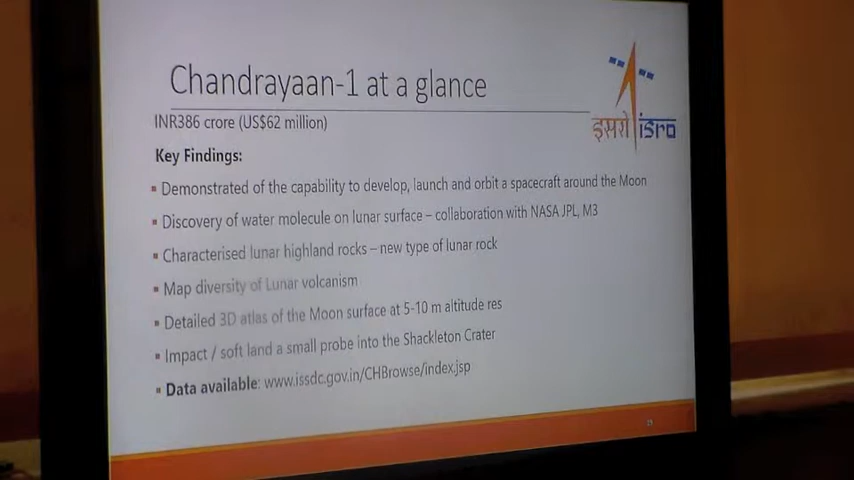 Chandrayaan-1 at a glance
इसरो isro
INR386 crore (US$62 million)
Key Findings:
▪ Demonstrated of the capability to develop, launch and orbit a spacecraft around the Moon
▪ Discovery of water molecule on lunar surface – collaboration with NASA JPL, M3
▪ Characterised lunar highland rocks – new type of lunar rock
▪ Map diversity of Lunar volcanism
▪ Detailed 3D atlas of the Moon surface at 5-10 m altitude res
▪ Impact / soft land a small probe into the Shackleton Crater
▪ Data available: www.issdc.gov.in/CHBrowse/index.jsp